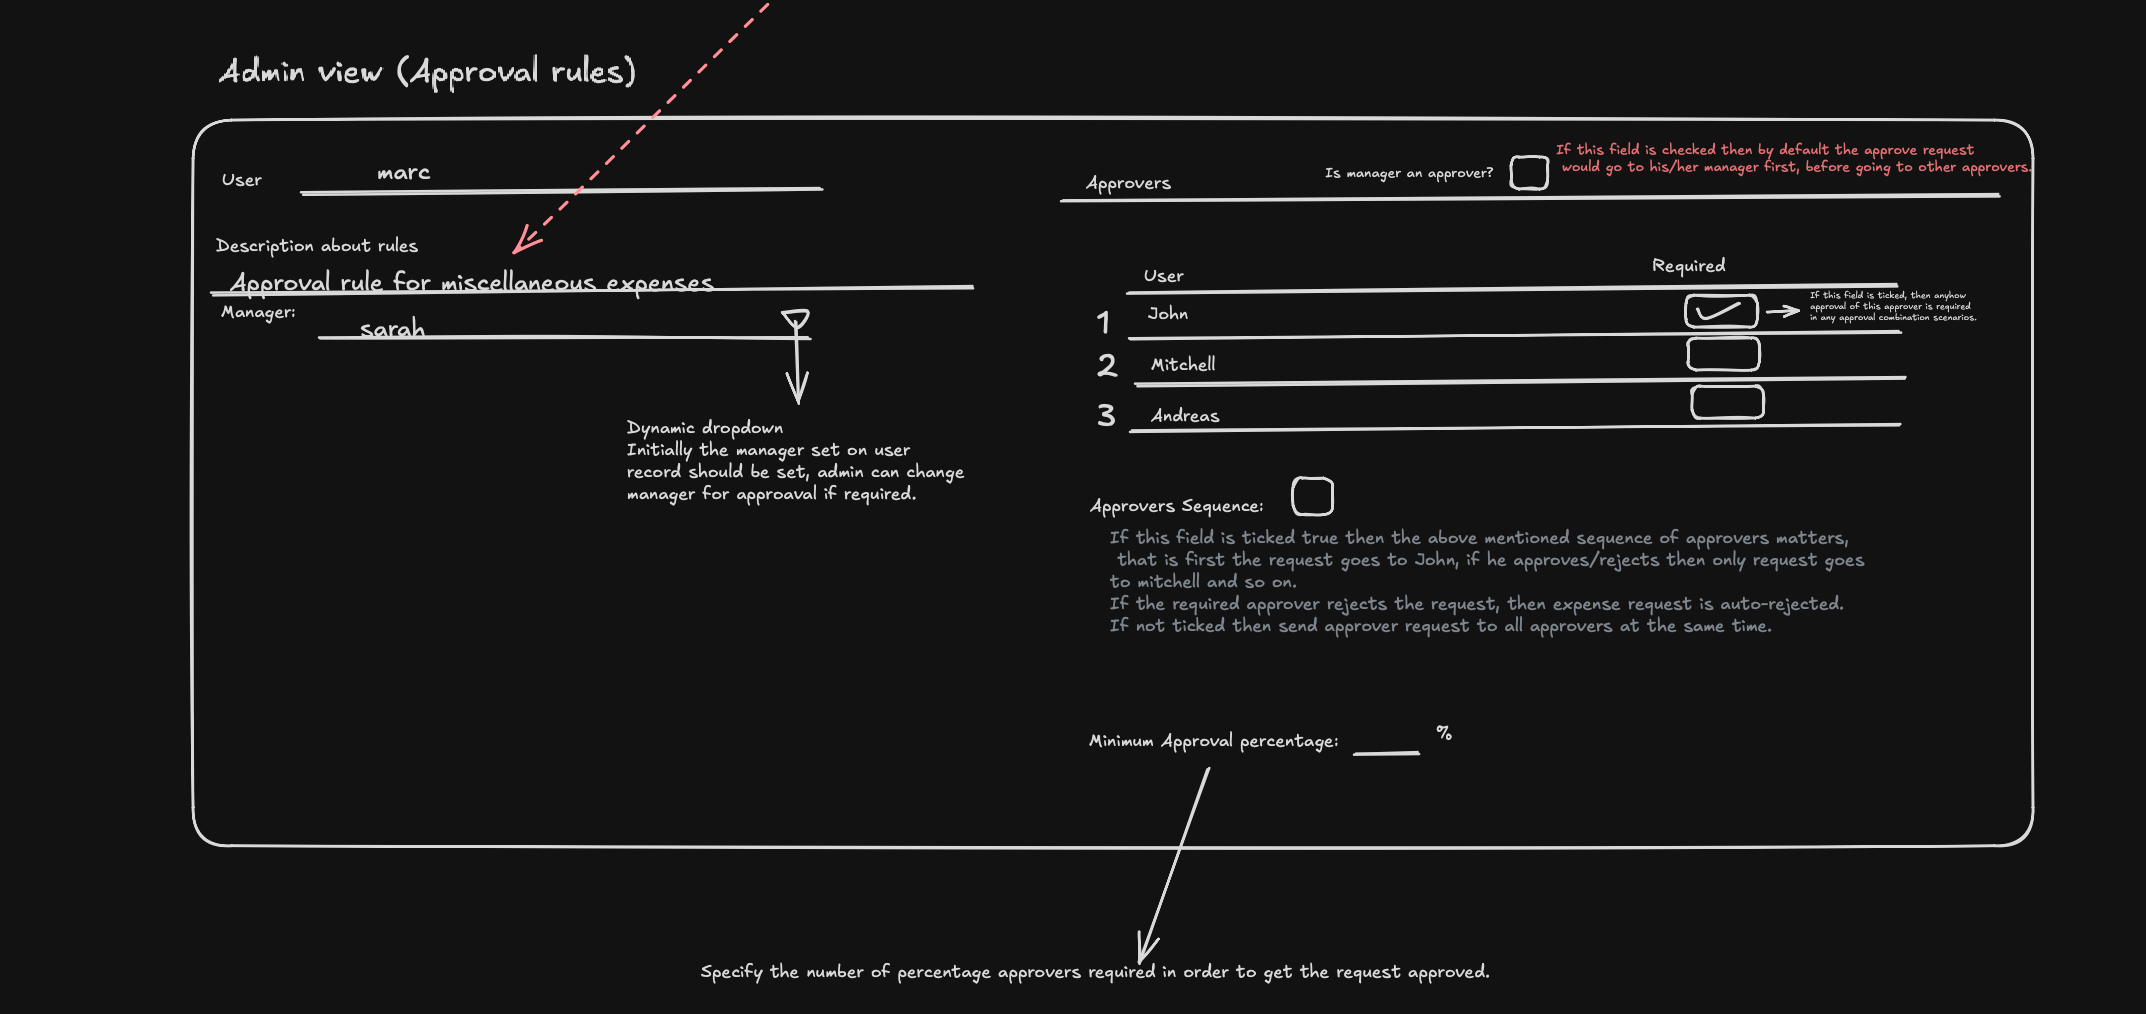 Admin view (Approval rules)
User
marc
Description about rules
Approval rule for miscellaneous expenses
Manager:
sarah
Dynamic dropdown
Initially the manager set on user
record should be set, admin can change
manager for approaval if required.
Approvers
Is manager an approver?
If this field is checked then by default the approve request
would go to his/her manager first, before going to other approvers.
User
Required
1 John
If this field is ticked, then anyhow
approval of this approver is required
in any approval combination scenarios.
2 Mitchell
3 Andreas
Approvers Sequence:
If this field is ticked true then the above mentioned sequence of approvers matters,
that is first the request goes to John, if he approves/rejects then only request goes
to mitchell and so on.
If the required approver rejects the request, then expense request is auto-rejected.
If not ticked then send approver request to all approvers at the same time.
Minimum Approval percentage: %
Specify the number of percentage approvers required in order to get the request approved.